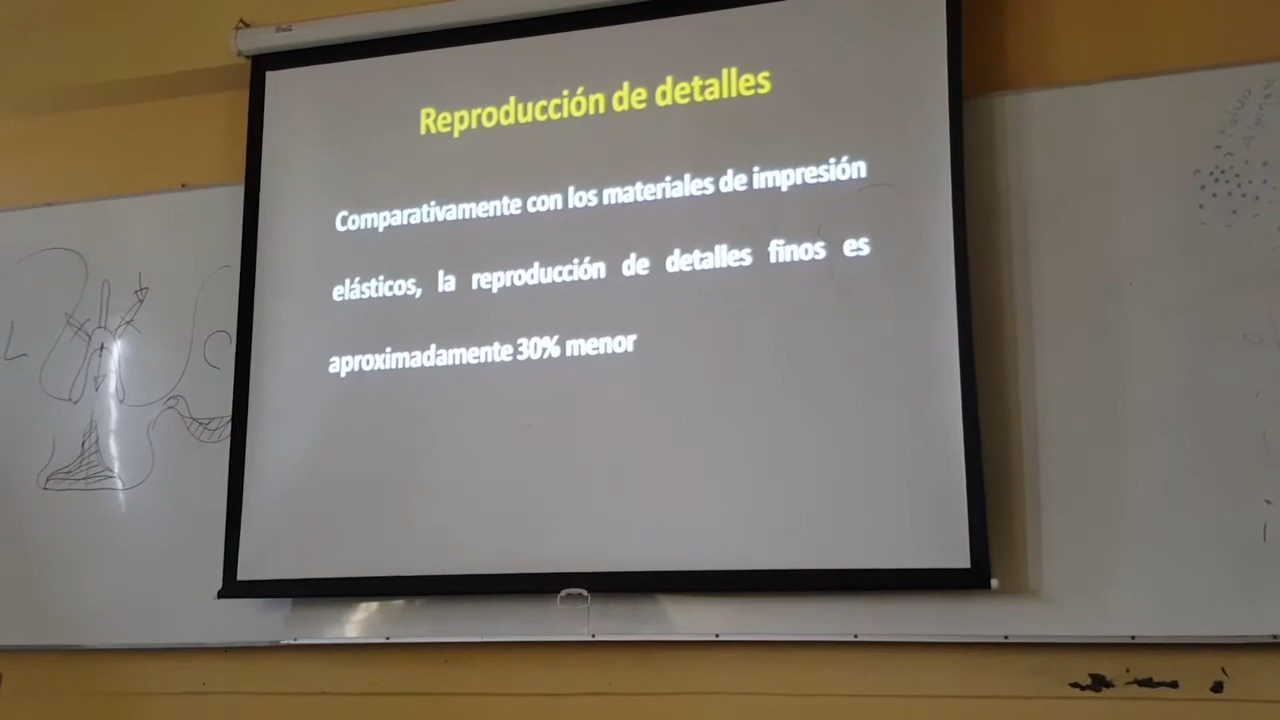 Reproducción de detalles
Comparativamente con los materiales de impresión
elásticos, la reproducción de detalles finos es
aproximadamente 30% menor
L